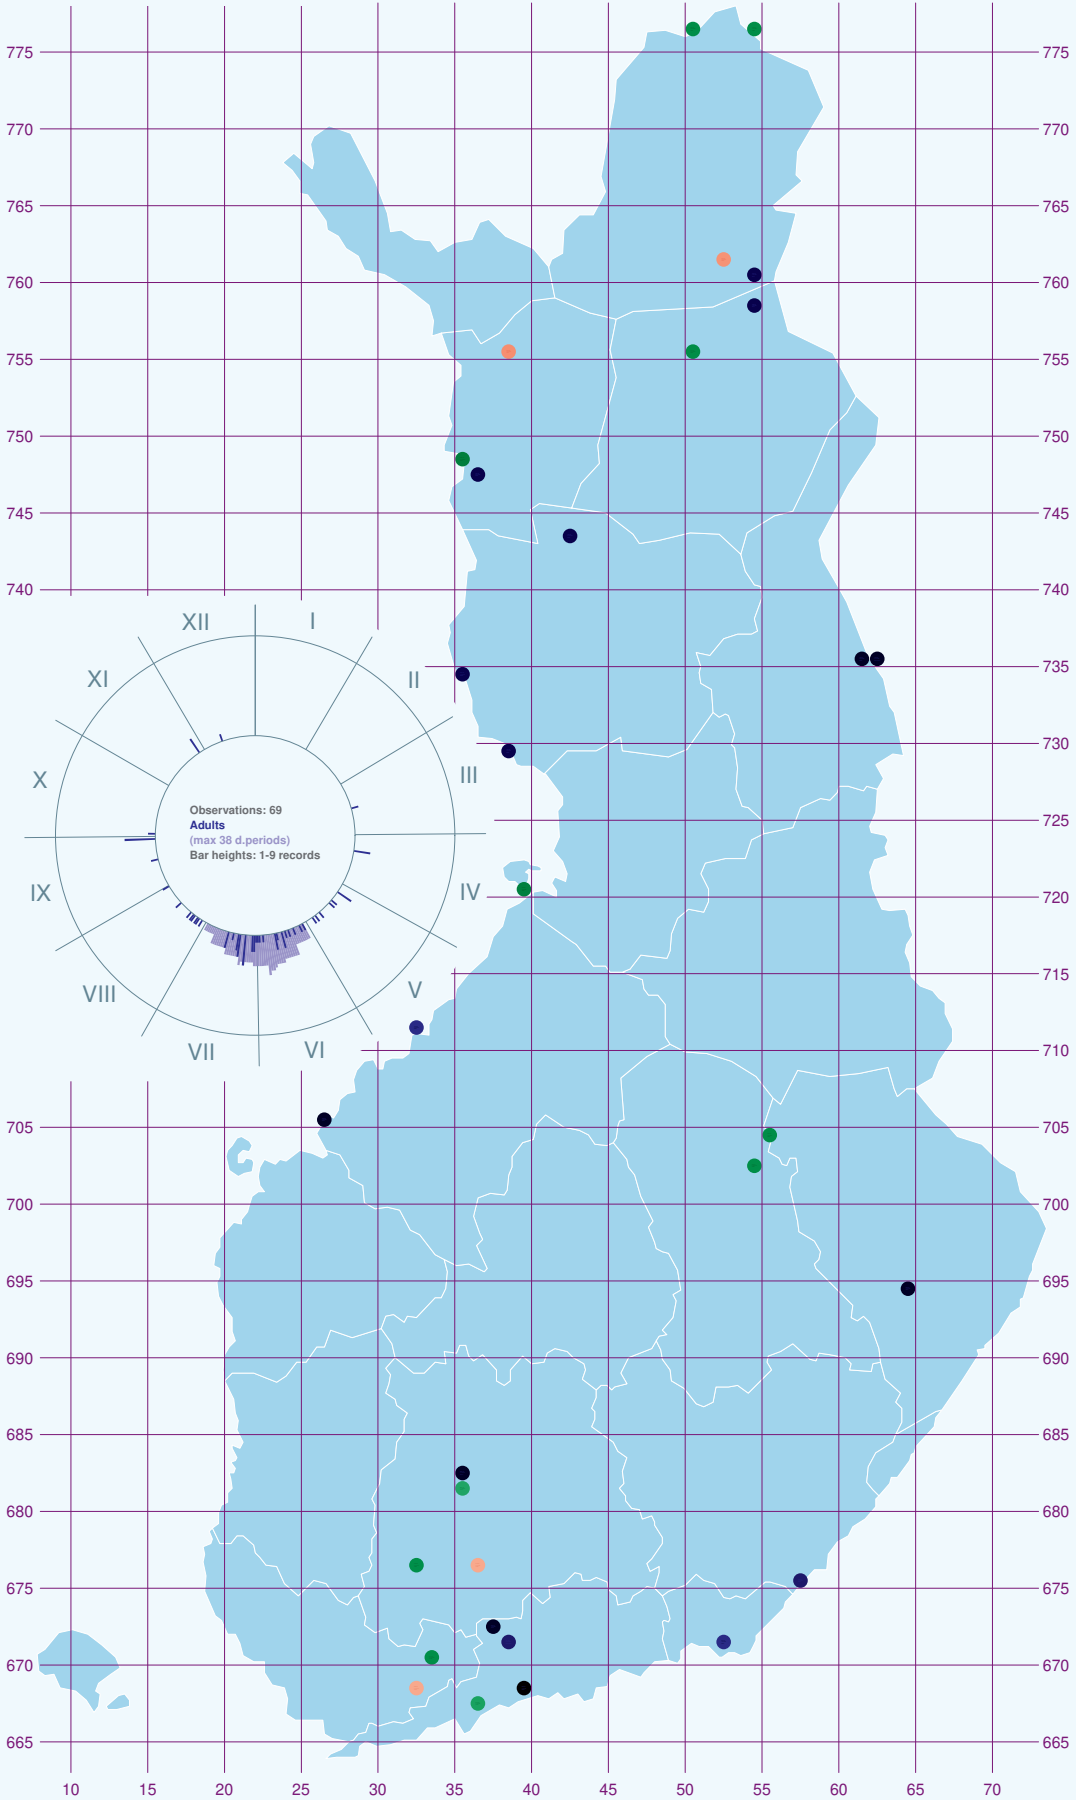 775 775
770 770
765 765
760 760
755 755
750 750
745 745
740 740
XII I
735
XI II
730
X III
Observations: 69
Adults
(max 38 d.periods)
Bar heights: 1-9 records
725
IX IV
720
715
VIII V
VII VI
710
705 705
700 700
695 695
690 690
685 685
680 680
675 675
670 670
665 665
10 15 20 25 30 35 40 45 50 55 60 65 70